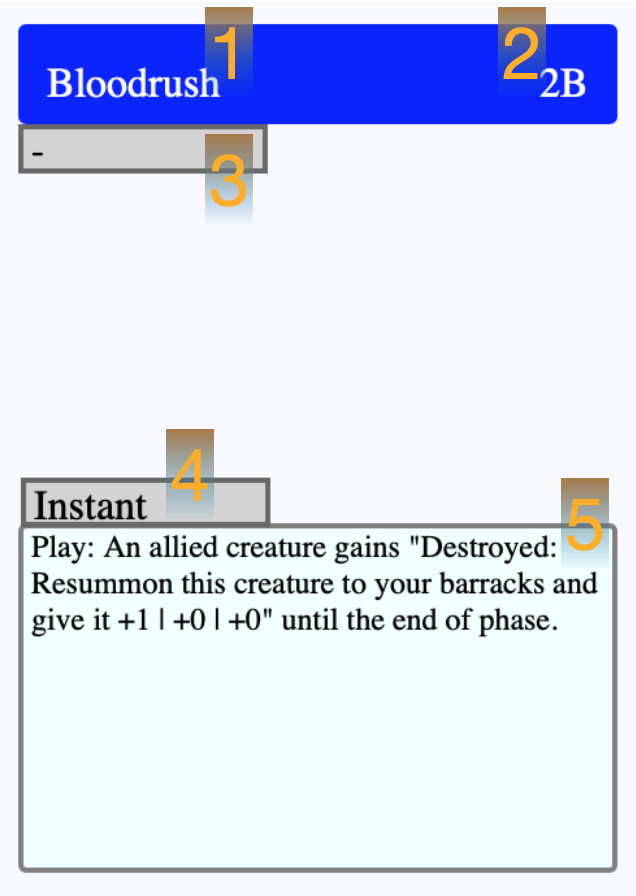 1
2
Bloodrush
2B
-
3
4
Instant
5
Play: An allied creature gains "Destroyed:
Resummon this creature to your barracks and
give it +1 | +0 | +0" until the end of phase.